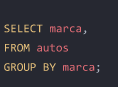 SELECT marca,
FROM autos
GROUP BY marca;